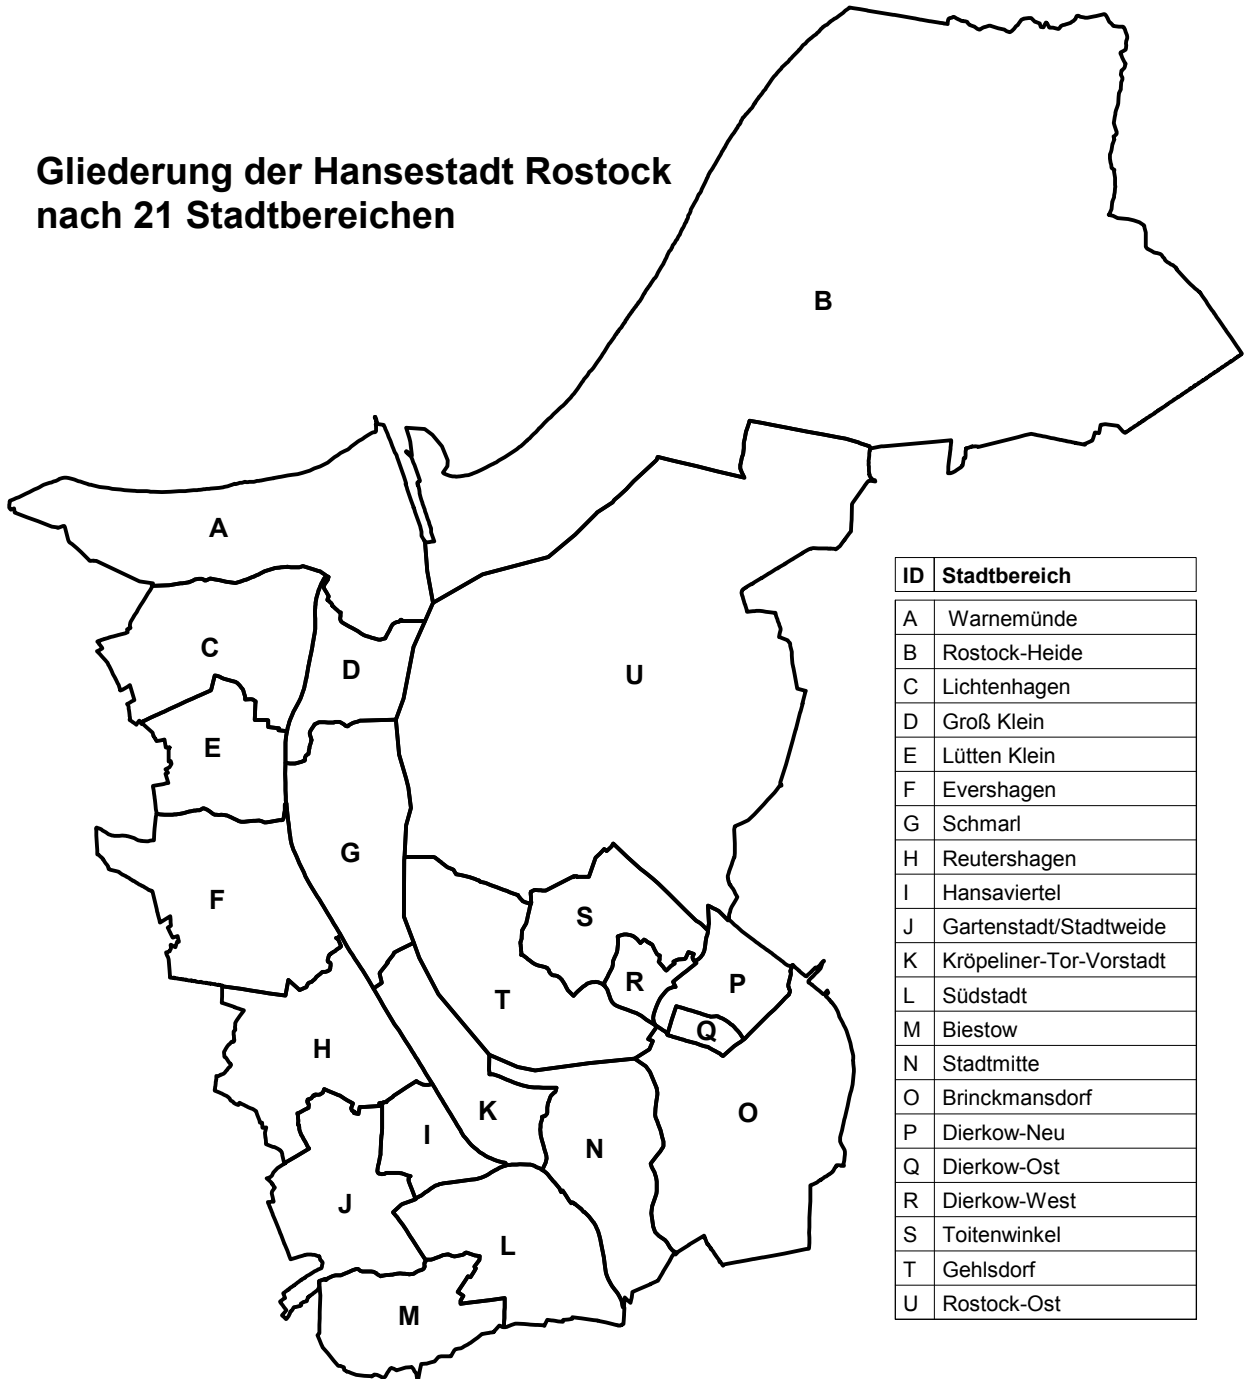 Gliederung der Hansestadt Rostock
nach 21 Stadtbereichen
B
A
C
D
U
E
G
F
S
R
P
T
Q
H
K
O
I
N
J
L
M
ID Stadtbereich
A Warnemünde
B Rostock-Heide
C Lichtenhagen
D Groß Klein
E Lütten Klein
F Evershagen
G Schmarl
H Reutershagen
I Hansaviertel
J Gartenstadt/Stadtweide
K Kröpeliner-Tor-Vorstadt
L Südstadt
M Biestow
N Stadtmitte
O Brinckmansdorf
P Dierkow-Neu
Q Dierkow-Ost
R Dierkow-West
S Toitenwinkel
T Gehlsdorf
U Rostock-Ost